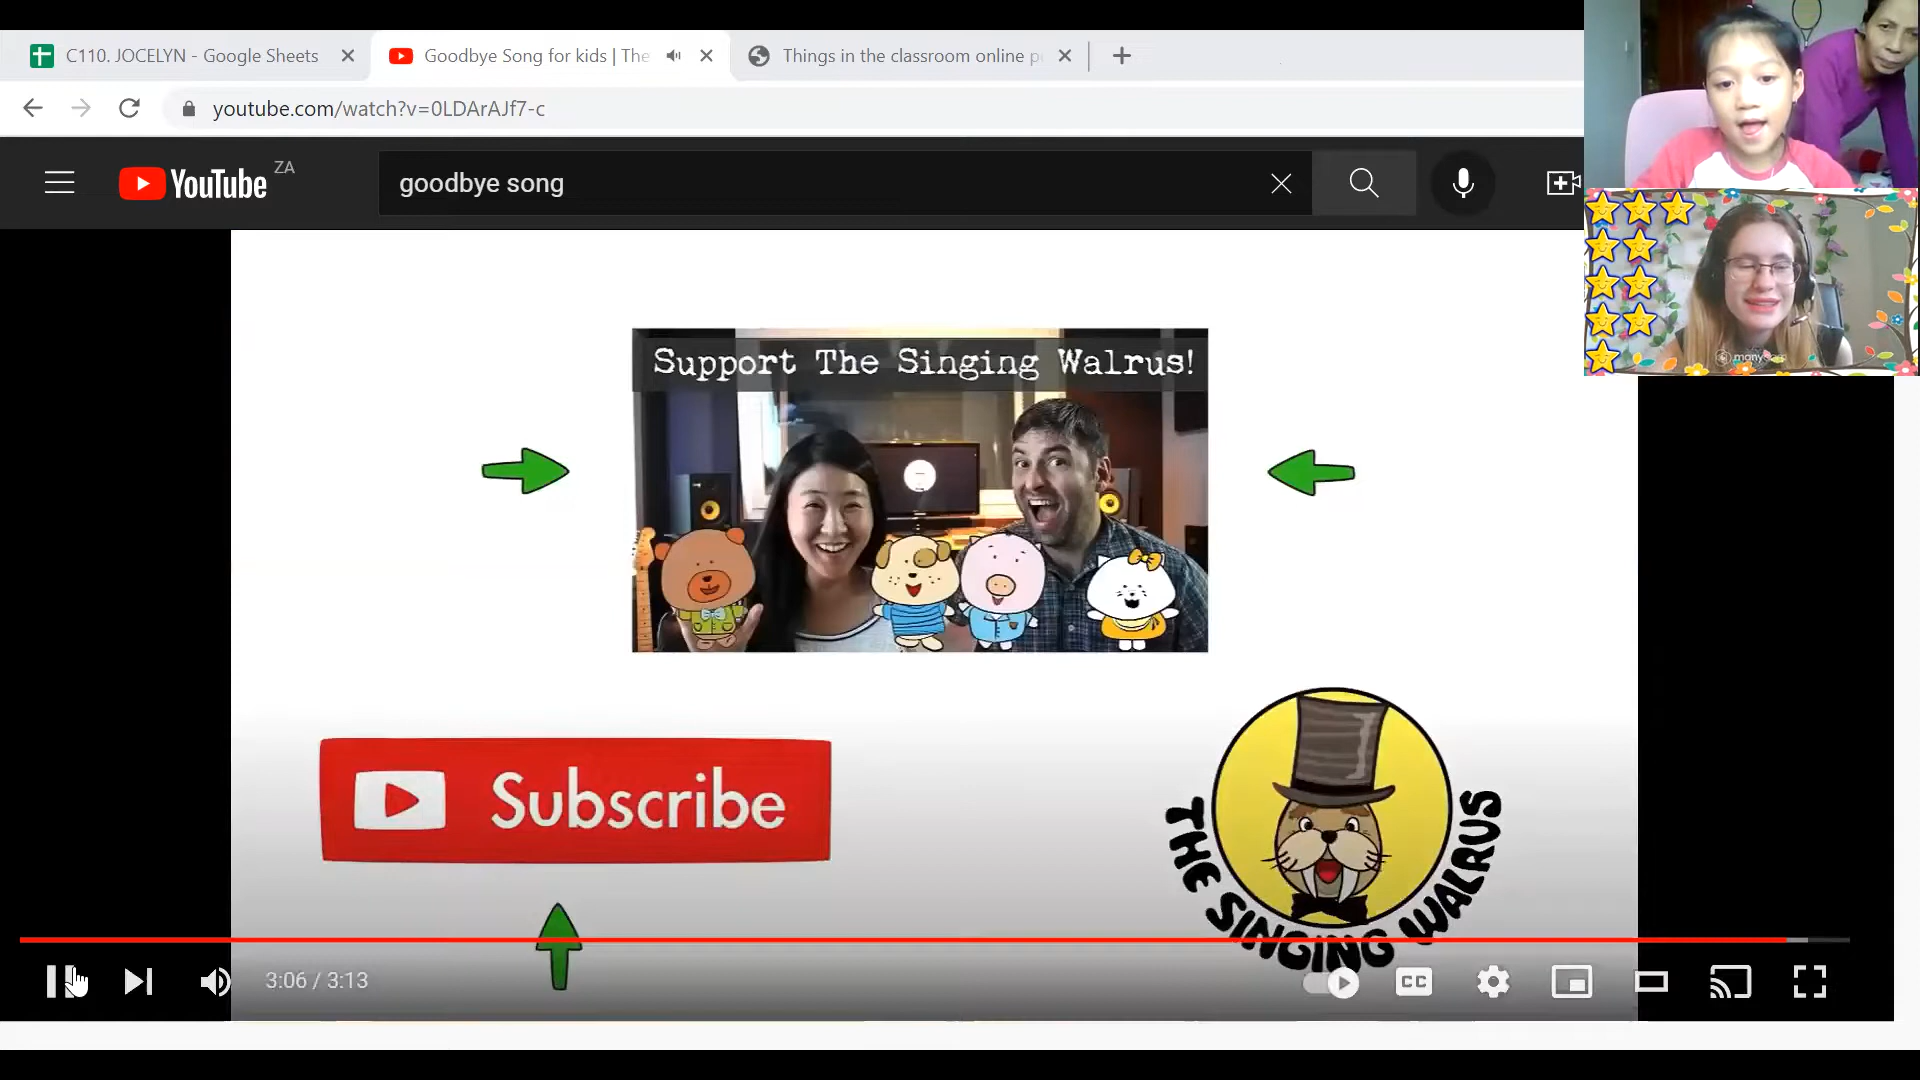 C110. JOCELYN - Google Sheets
Goodbye Song for kids | The
Things in the classroom online p
youtube.com/watch?v=0LDArAJf7-c
YouTube ZA
goodbye song
Support The Singing Walrus!
Subscribe
THE SINGING WALRUS
3:06 / 3:13
CC